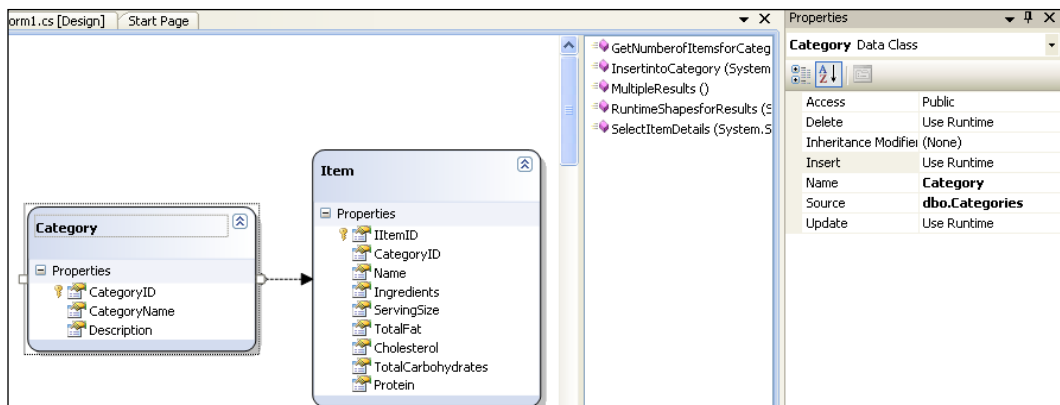 orm1.cs [Design] Start Page
Category
Properties
CategoryID
CategoryName
Description
Item
Properties
IItemID
CategoryID
Name
Ingredients
ServingSize
TotalFat
Cholesterol
TotalCarbohydrates
Protein
GetNumberofItemsforCateg
InsertintoCategory (System
MultipleResults ()
RuntimeShapesforResults (S
SelectItemDetails (System.S
Properties
Category Data Class
Access Public
Delete Use Runtime
Inheritance Modifier (None)
Insert Use Runtime
Name Category
Source dbo.Categories
Update Use Runtime